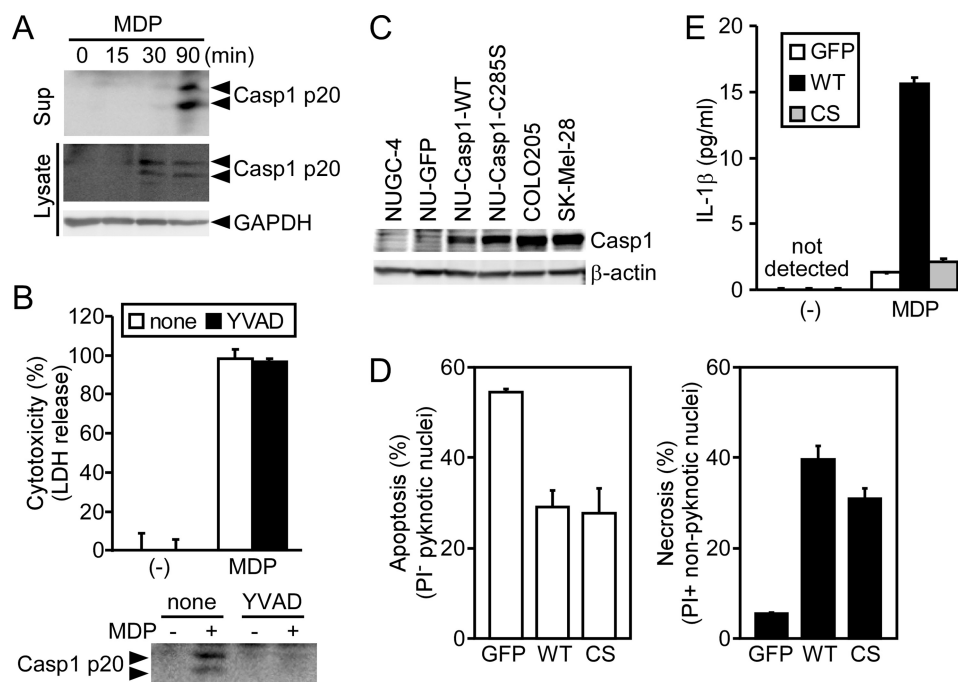 A
MDP
0 15 30 90 (min)
Sup
Casp1 p20
Lysate
Casp1 p20
GAPDH
B
none YVAD
Cytotoxicity (%)
(LDH release)
120
100
80
60
40
20
0
(-) MDP
none YVAD
MDP - + - +
Casp1 p20
C
NUGC-4
NU-GFP
NU-Casp1-WT
NU-Casp1-C285S
COLO205
SK-Mel-28
Casp1
β-actin
D
Apoptosis (%)
(PI⁻ pyknotic nuclei)
60
40
20
0
GFP WT CS
Necrosis (%)
(PI+ non-pyknotic nuclei)
60
40
20
0
GFP WT CS
E
GFP
WT
CS
IL-1β (pg/ml)
20
15
10
5
0
not
detected
(-) MDP